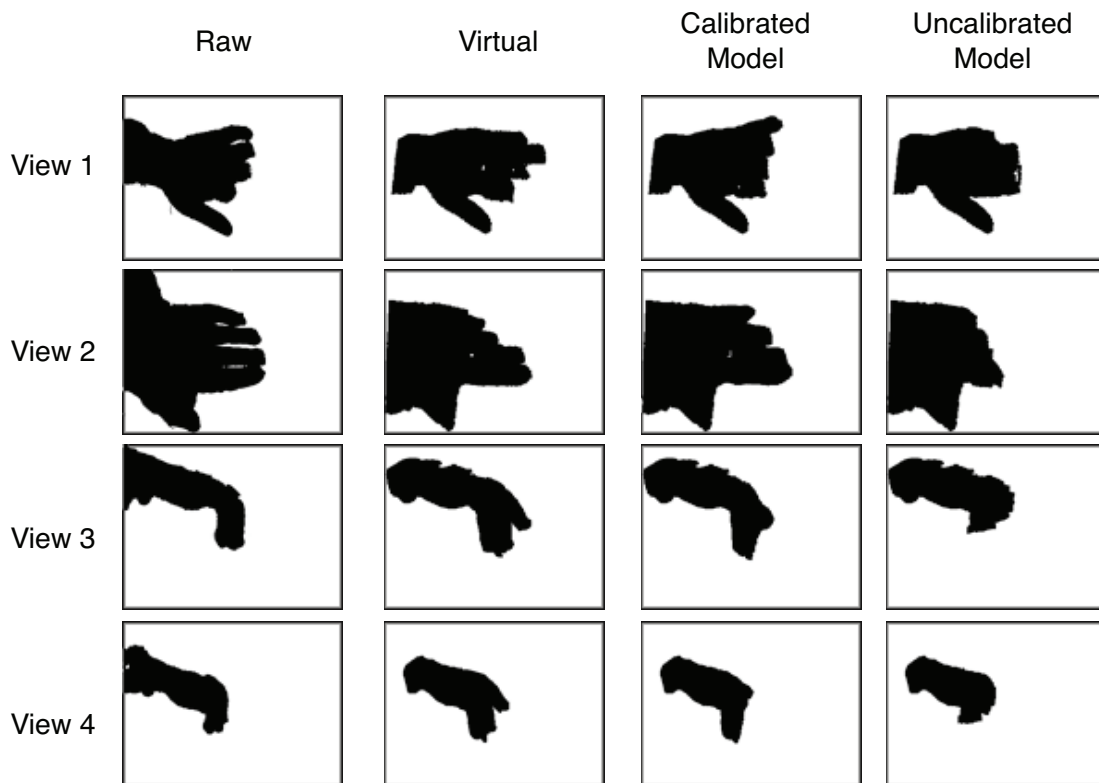 Raw
Virtual
Calibrated
Model
Uncalibrated
Model
View 1
View 2
View 3
View 4